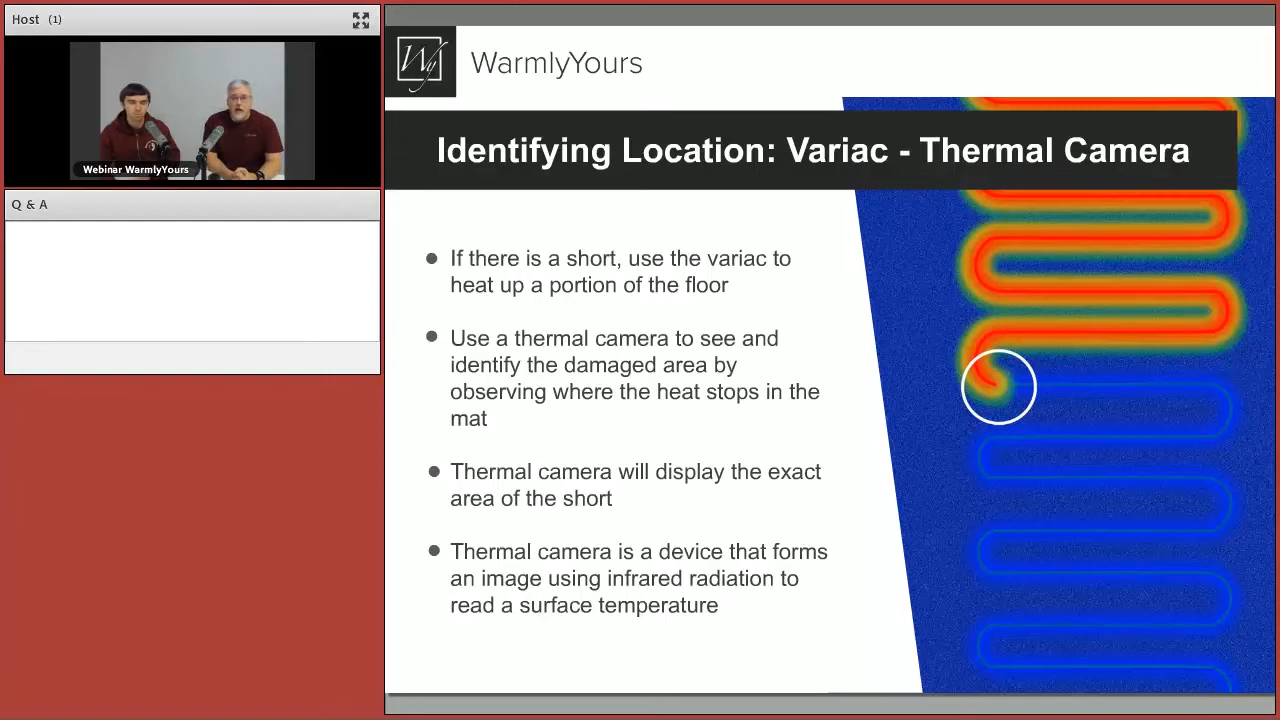 Host (1)
Webinar WarmlyYours
Q & A
Wy
WarmlyYours
Identifying Location: Variac - Thermal Camera
● If there is a short, use the variac to
heat up a portion of the floor
● Use a thermal camera to see and
identify the damaged area by
observing where the heat stops in the
mat
● Thermal camera will display the exact
area of the short
● Thermal camera is a device that forms
an image using infrared radiation to
read a surface temperature